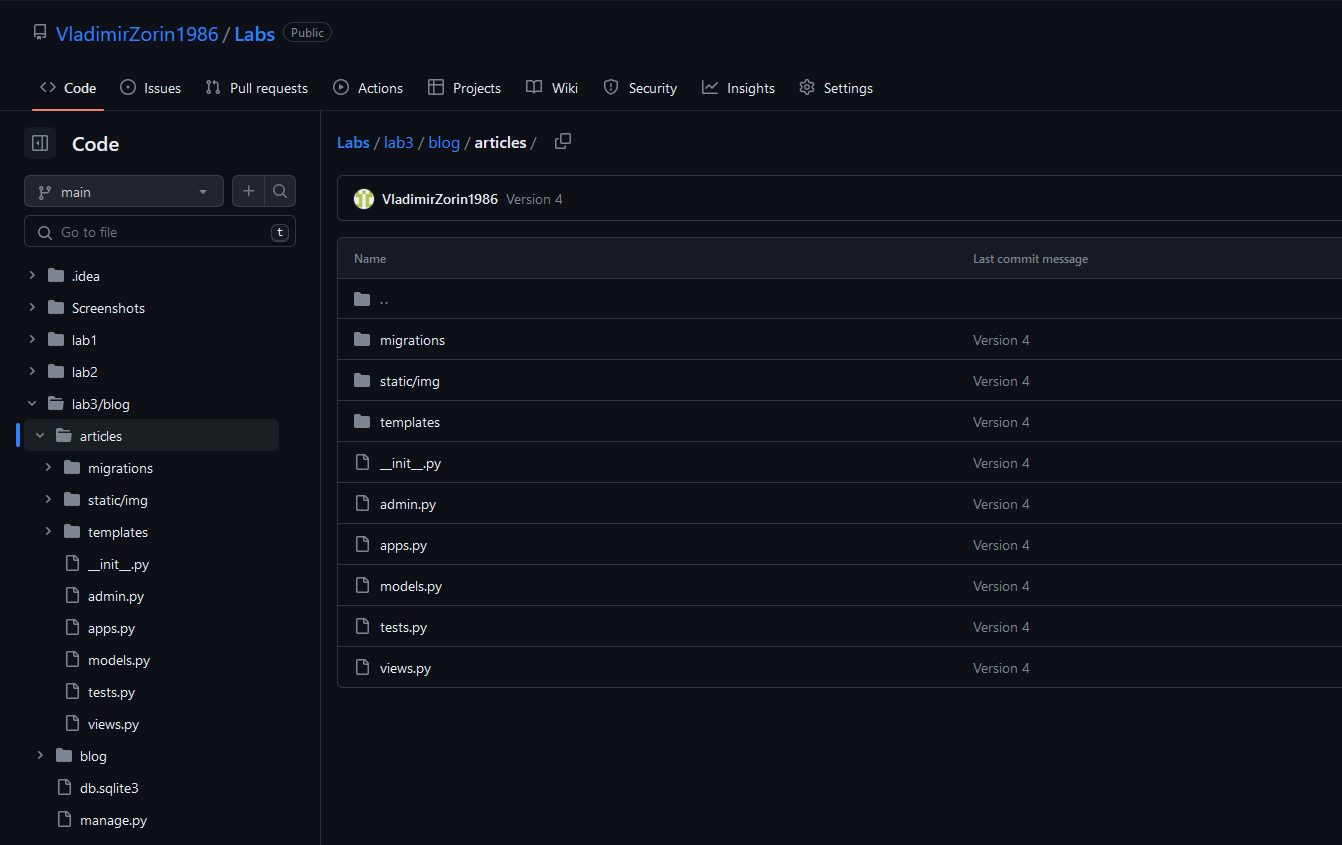 VladimirZorin1986 / Labs Public
Code Issues Pull requests Actions Projects Wiki Security Insights Settings
Code
main
Go to file t
.idea
Screenshots
lab1
lab2
lab3/blog
articles
migrations
static/img
templates
__init__.py
admin.py
apps.py
models.py
tests.py
views.py
blog
db.sqlite3
manage.py
Labs / lab3 / blog / articles /
VladimirZorin1986 Version 4
Name Last commit message
..
migrations Version 4
static/img Version 4
templates Version 4
__init__.py Version 4
admin.py Version 4
apps.py Version 4
models.py Version 4
tests.py Version 4
views.py Version 4